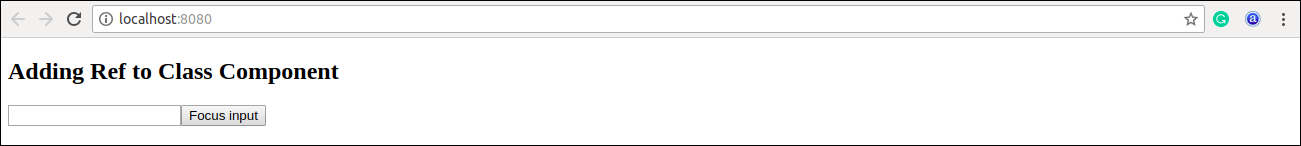 localhost:8080
Adding Ref to Class Component
Focus input